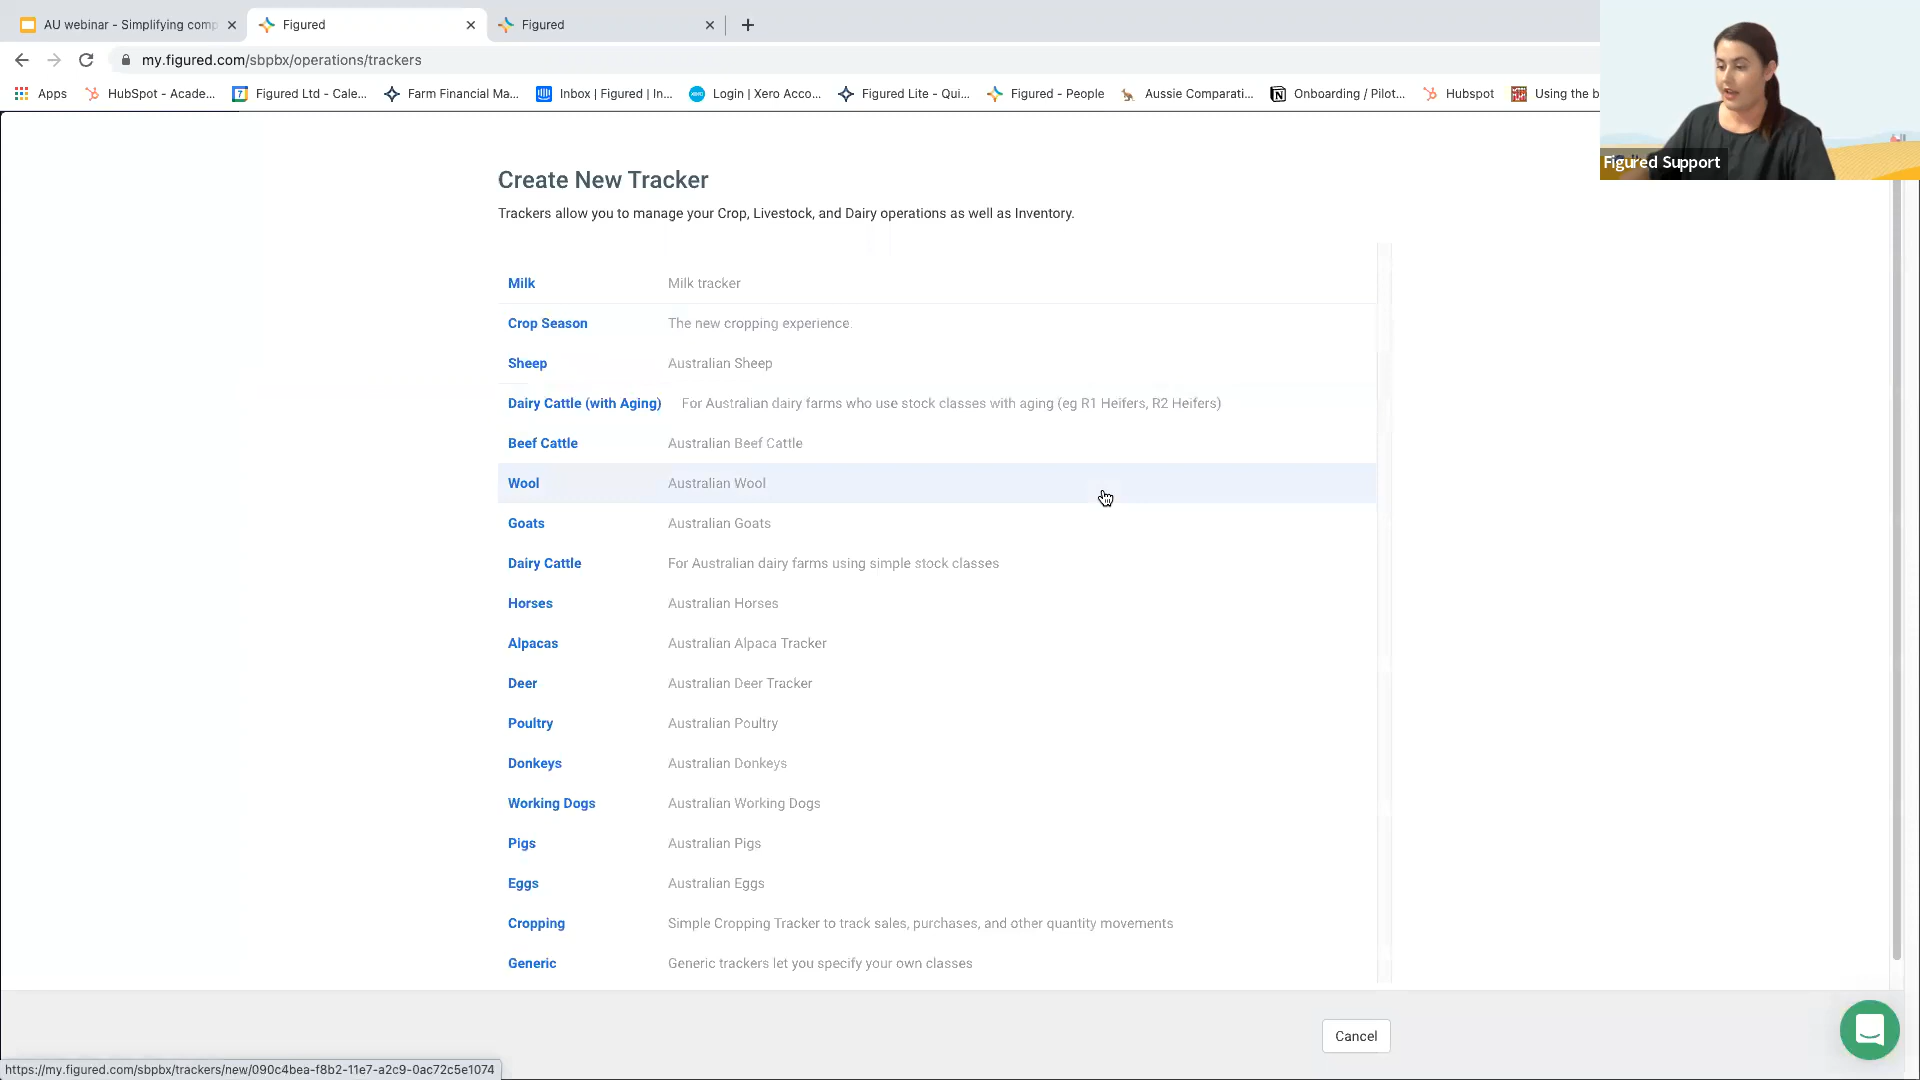 AU webinar - Simplifying comp
Figured
Figured
my.figured.com/sbpbx/operations/trackers
Apps
HubSpot - Acade...
7
Figured Ltd - Cale...
Farm Financial Ma...
Inbox | Figured | In...
xero
Login | Xero Acco...
Figured Lite - Qui...
Figured - People
Aussie Comparati...
Onboarding / Pilot...
Hubspot
Using the b
Figured Support
Create New Tracker
Trackers allow you to manage your Crop, Livestock, and Dairy operations as well as Inventory.
Milk Milk tracker
Crop Season The new cropping experience.
Sheep Australian Sheep
Dairy Cattle (with Aging) For Australian dairy farms who use stock classes with aging (eg R1 Heifers, R2 Heifers)
Beef Cattle Australian Beef Cattle
Wool Australian Wool
Goats Australian Goats
Dairy Cattle For Australian dairy farms using simple stock classes
Horses Australian Horses
Alpacas Australian Alpaca Tracker
Deer Australian Deer Tracker
Poultry Australian Poultry
Donkeys Australian Donkeys
Working Dogs Australian Working Dogs
Pigs Australian Pigs
Eggs Australian Eggs
Cropping Simple Cropping Tracker to track sales, purchases, and other quantity movements
Generic Generic trackers let you specify your own classes
Cancel
https://my.figured.com/sbpbx/trackers/new/090c4bea-f8b2-11e7-a2c9-0ac72c5e1074